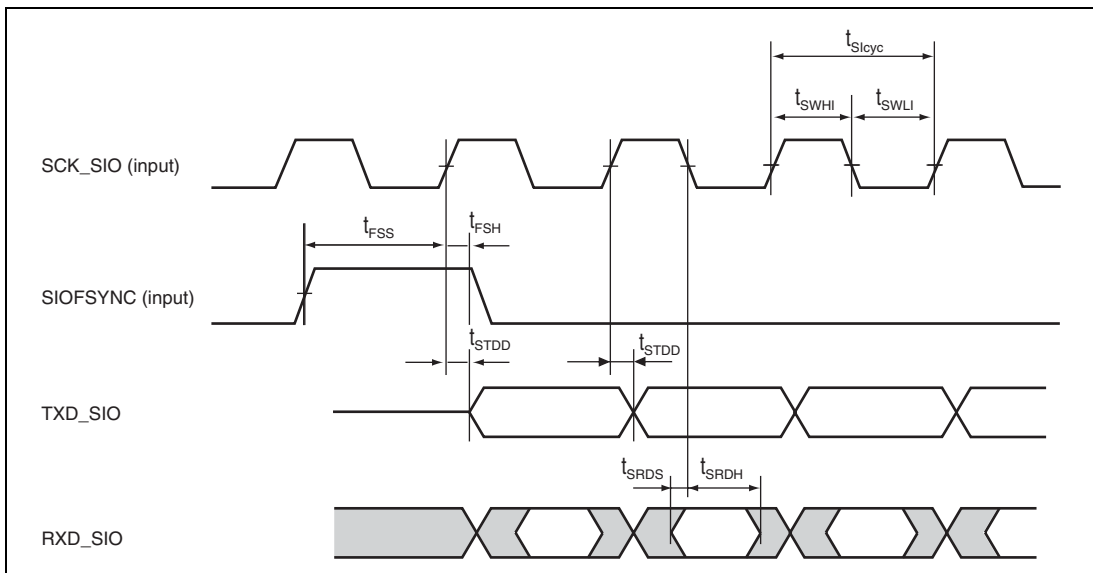 tSIcyc
tSWHI tSWLI
SCK_SIO (input)
tFSS tFSH
SIOFSYNC (input)
tSTDD tSTDD
TXD_SIO
tSRDS tSRDH
RXD_SIO